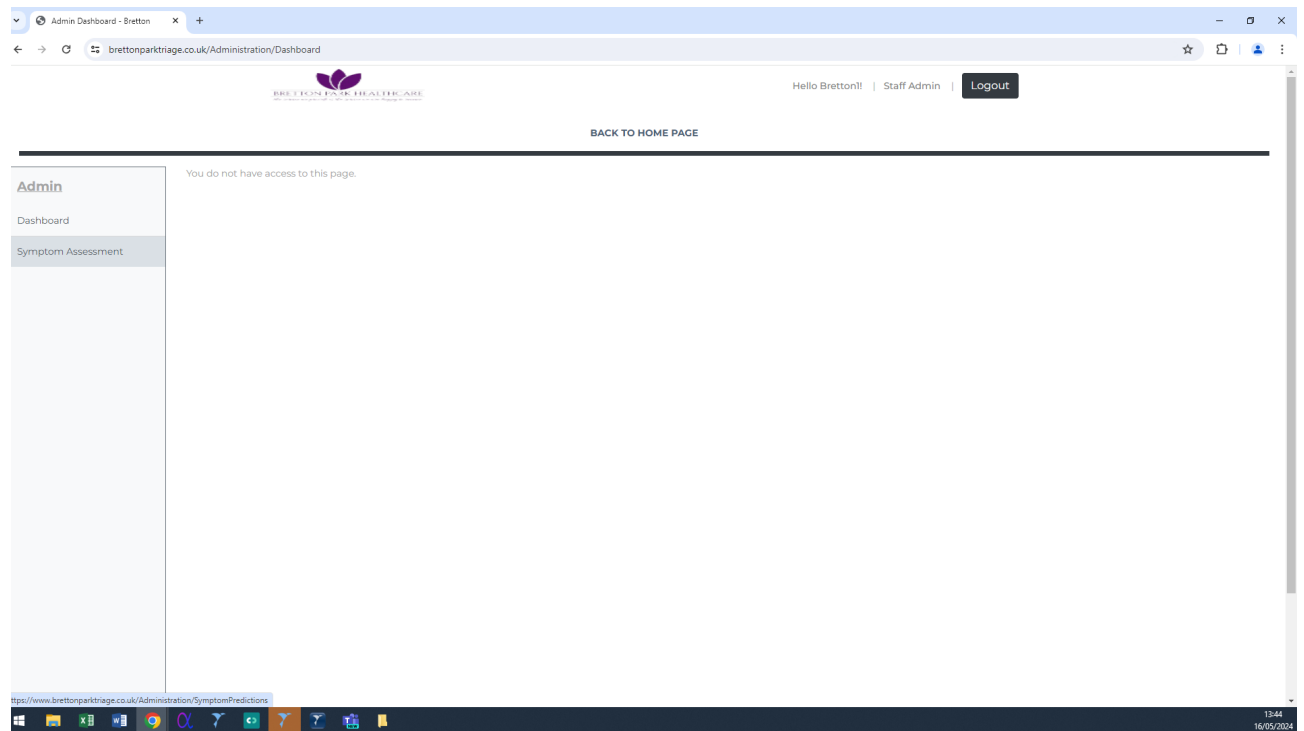 Admin Dashboard - Bretton
brettonparktriage.co.uk/Administration/Dashboard
BRETTON PARK HEALTHCARE
Hello Bretton1! | Staff Admin | Logout
BACK TO HOME PAGE
Admin
You do not have access to this page.
Dashboard
Symptom Assessment
ttps://www.brettonparktriage.co.uk/Administration/SymptomPredictions
13:44
16/05/2024